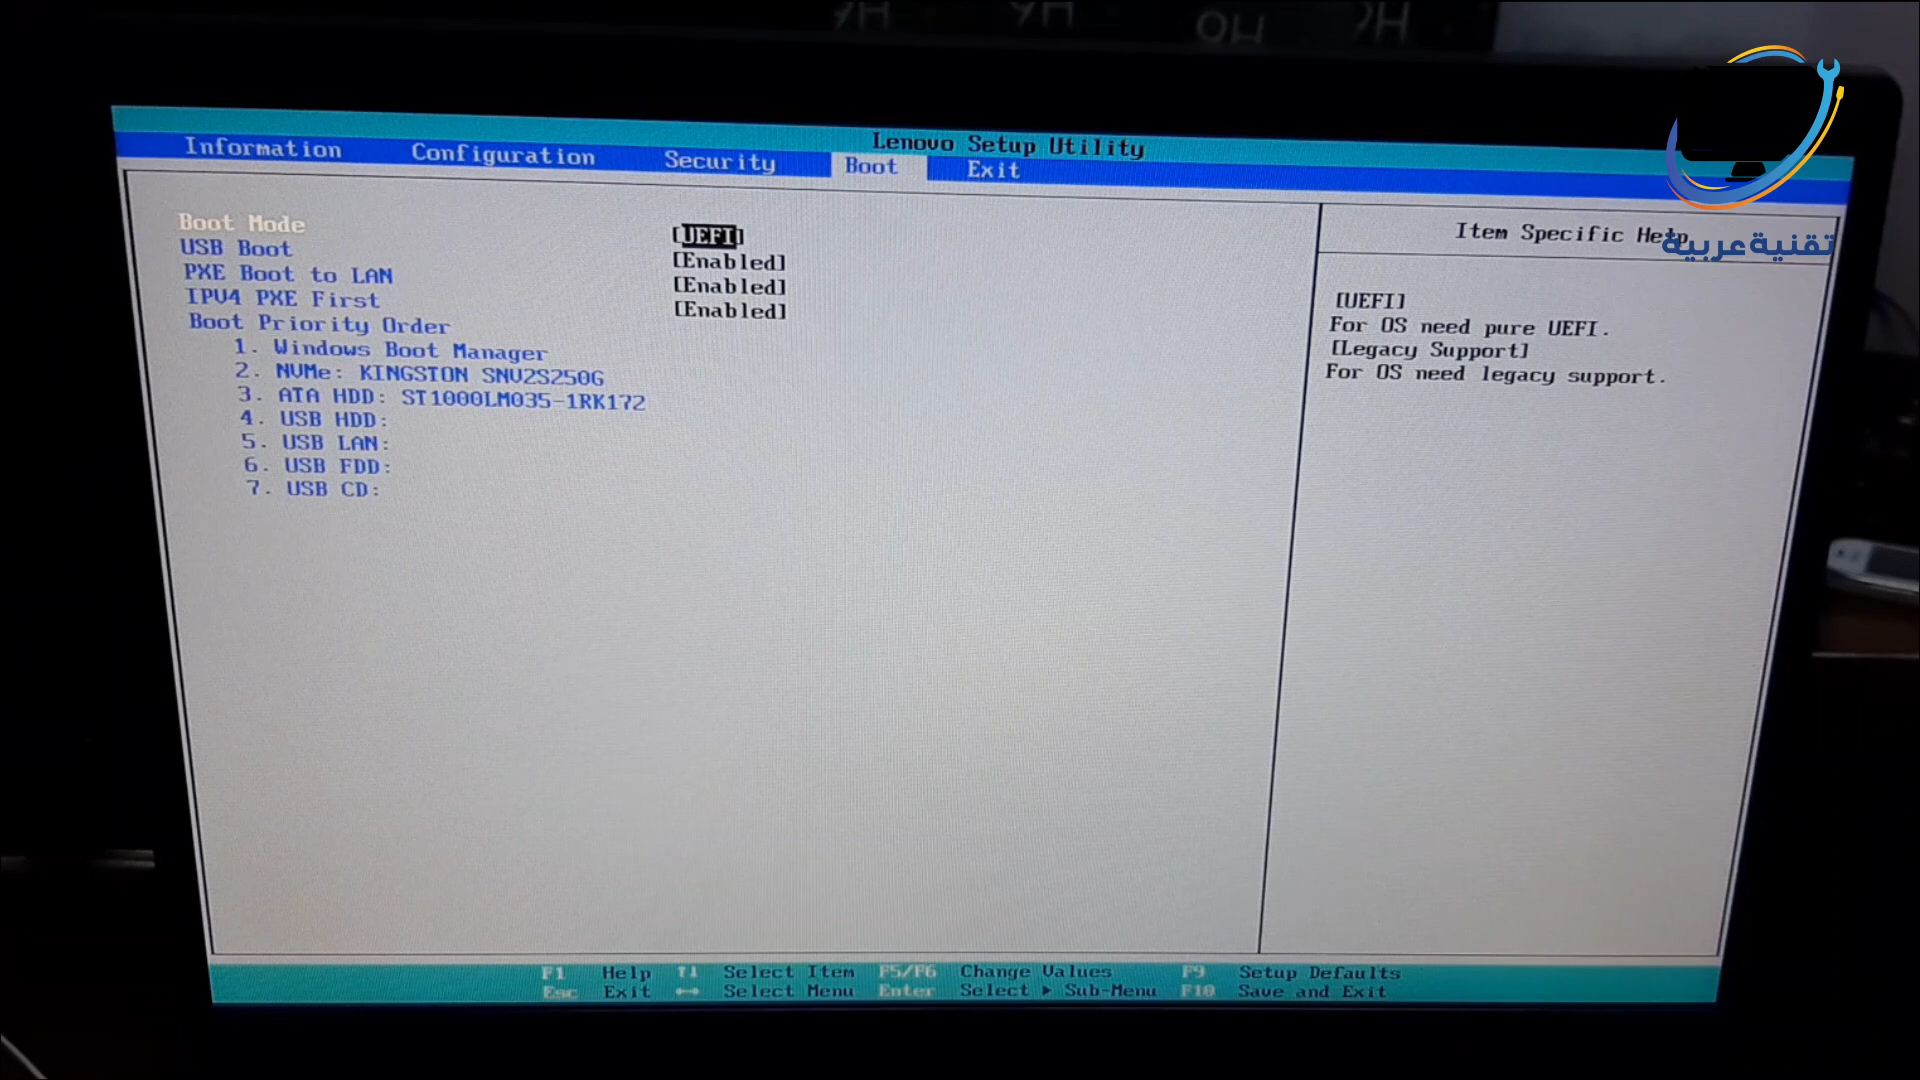 Lenovo Setup Utility
Information Configuration Security Boot Exit
Boot Mode [UEFI]
USB Boot [Enabled]
PXE Boot to LAN [Enabled]
IPV4 PXE First [Enabled]
Boot Priority Order
1. Windows Boot Manager
2. NVMe: KINGSTON SNV2S250G
3. ATA HDD: ST1000LM035-1RK172
4. USB HDD:
5. USB LAN:
6. USB FDD:
7. USB CD:
Item Specific Help
تقنية عربية
[UEFI]
For OS need pure UEFI.
[Legacy Support]
For OS need legacy support.
F1 Help ↑↓ Select Item F5/F6 Change Values F9 Setup Defaults
Esc Exit ↔ Select Menu Enter Select ▸ Sub-Menu F10 Save and Exit